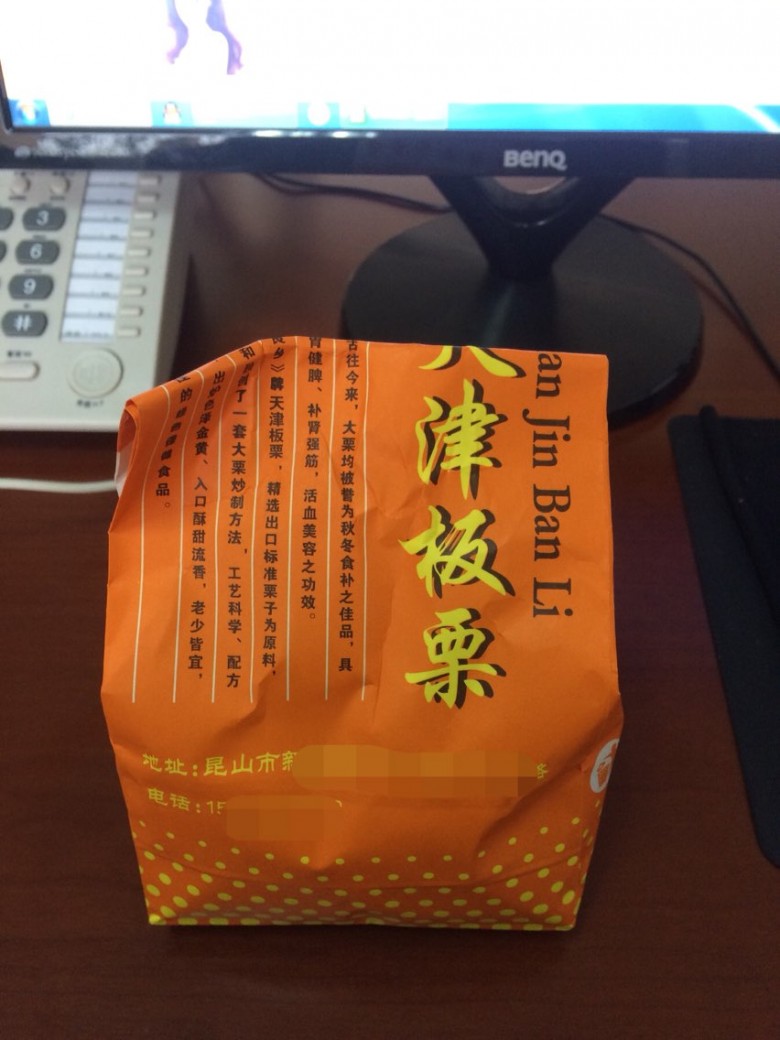 BENQ
3
6
9
#
an Jin Ban Li
天津板栗
古往今来，大栗均被誉为秋冬食补之佳品，具
胃健脾、补肾强筋，活血美容之功效。
良乡》牌天津板栗，精选出口标准栗子为原料，
了一套大栗炒制方法，工艺科学、配方
色泽金黄、入口酥甜流香，老少皆宜，
的
食品。
地址：昆山市新
电话：15